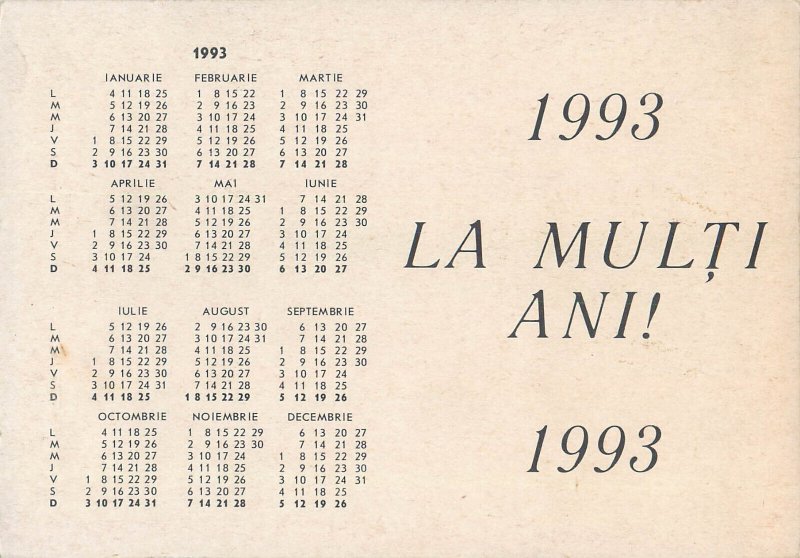 1993
IANUARIE FEBRUARIE MARTIE
L 4 11 18 25 1 8 15 22 1 8 15 22 29
M 5 12 19 26 2 9 16 23 2 9 16 23 30
M 6 13 20 27 3 10 17 24 3 10 17 24 31
J 7 14 21 28 4 11 18 25 4 11 18 25
V 1 8 15 22 29 5 12 19 26 5 12 19 26
S 2 9 16 23 30 6 13 20 27 6 13 20 27
D 3 10 17 24 31 7 14 21 28 7 14 21 28
APRILIE MAI IUNIE
L 5 12 19 26 3 10 17 24 31 7 14 21 28
M 6 13 20 27 4 11 18 25 1 8 15 22 29
M 7 14 21 28 5 12 19 26 2 9 16 23 30
J 1 8 15 22 29 6 13 20 27 3 10 17 24
V 2 9 16 23 30 7 14 21 28 4 11 18 25
S 3 10 17 24 1 8 15 22 29 5 12 19 26
D 4 11 18 25 2 9 16 23 30 6 13 20 27
IULIE AUGUST SEPTEMBRIE
L 5 12 19 26 2 9 16 23 30 6 13 20 27
M 6 13 20 27 3 10 17 24 31 7 14 21 28
M 7 14 21 28 4 11 18 25 1 8 15 22 29
J 1 8 15 22 29 5 12 19 26 2 9 16 23 30
V 2 9 16 23 30 6 13 20 27 3 10 17 24
S 3 10 17 24 31 7 14 21 28 4 11 18 25
D 4 11 18 25 1 8 15 22 29 5 12 19 26
OCTOMBRIE NOIEMBRIE DECEMBRIE
L 4 11 18 25 1 8 15 22 29 6 13 20 27
M 5 12 19 26 2 9 16 23 30 7 14 21 28
M 6 13 20 27 3 10 17 24 1 8 15 22 29
J 7 14 21 28 4 11 18 25 2 9 16 23 30
V 1 8 15 22 29 5 12 19 26 3 10 17 24 31
S 2 9 16 23 30 6 13 20 27 4 11 18 25
D 3 10 17 24 31 7 14 21 28 5 12 19 26
1993
LA MULȚI
ANI!
1993